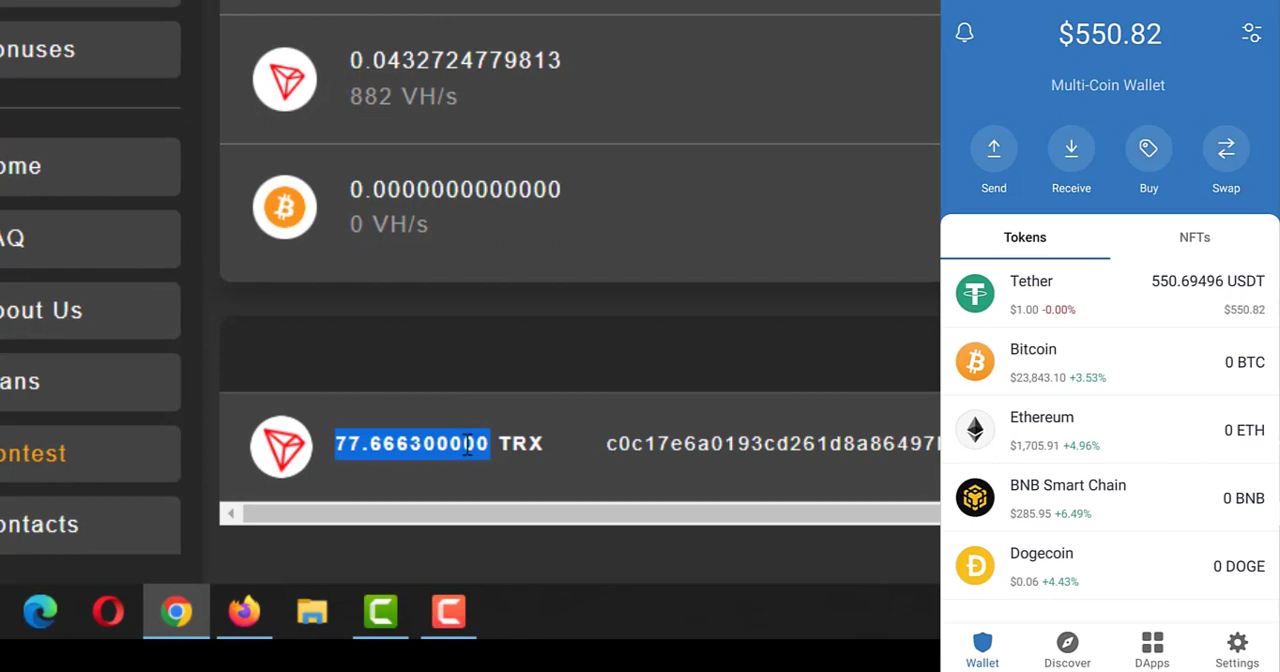 onuses
ome
AQ
bout Us
ans
ontest
ontacts
0.0432724779813
882 VH/s
0.0000000000000
0 VH/s
77.666300000 TRX
c0c17e6a0193cd261d8a86497
$550.82
Multi-Coin Wallet
Send
Receive
Buy
Swap
Tokens
NFTs
Tether
550.69496 USDT
$1.00 -0.00%
$550.82
Bitcoin
0 BTC
$23,843.10 +3.53%
Ethereum
0 ETH
$1,705.91 +4.96%
BNB Smart Chain
0 BNB
$285.95 +6.49%
Dogecoin
0 DOGE
$0.06 +4.43%
Wallet
Discover
DApps
Settings